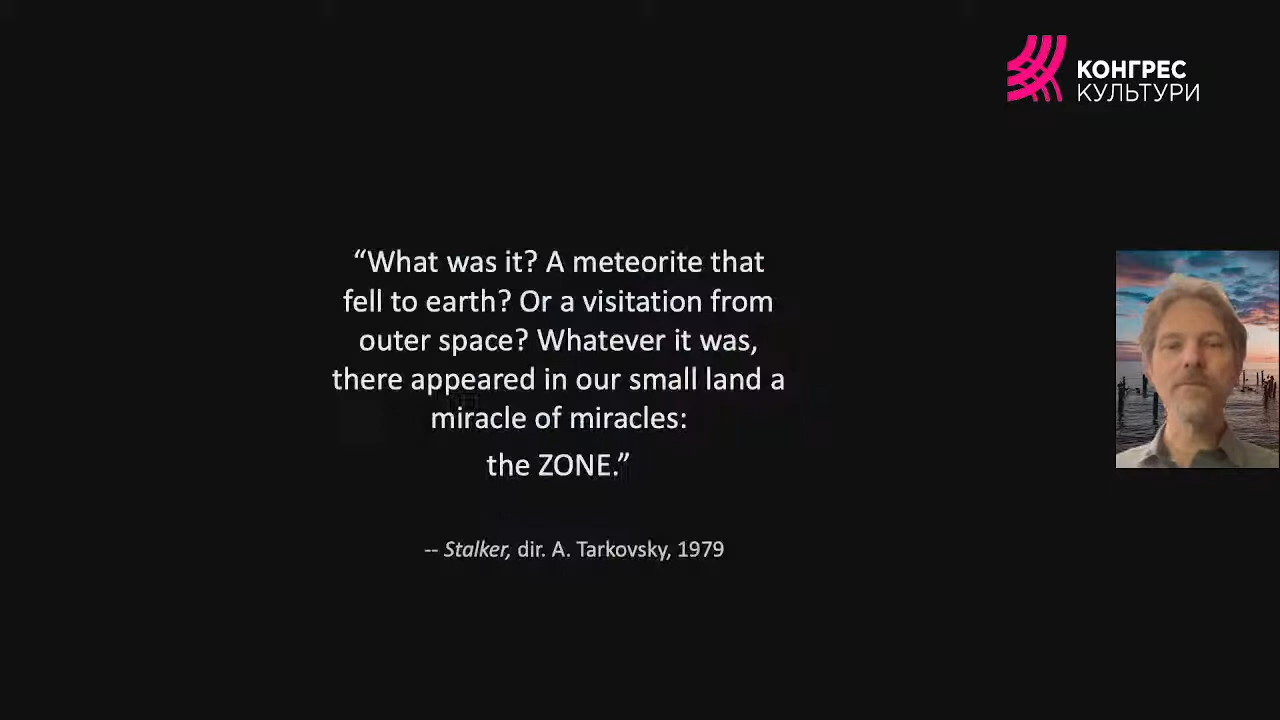 КОНГРЕС
КУЛЬТУРИ
“What was it? A meteorite that
fell to earth? Or a visitation from
outer space? Whatever it was,
there appeared in our small land a
miracle of miracles:
the ZONE.”
-- Stalker, dir. A. Tarkovsky, 1979